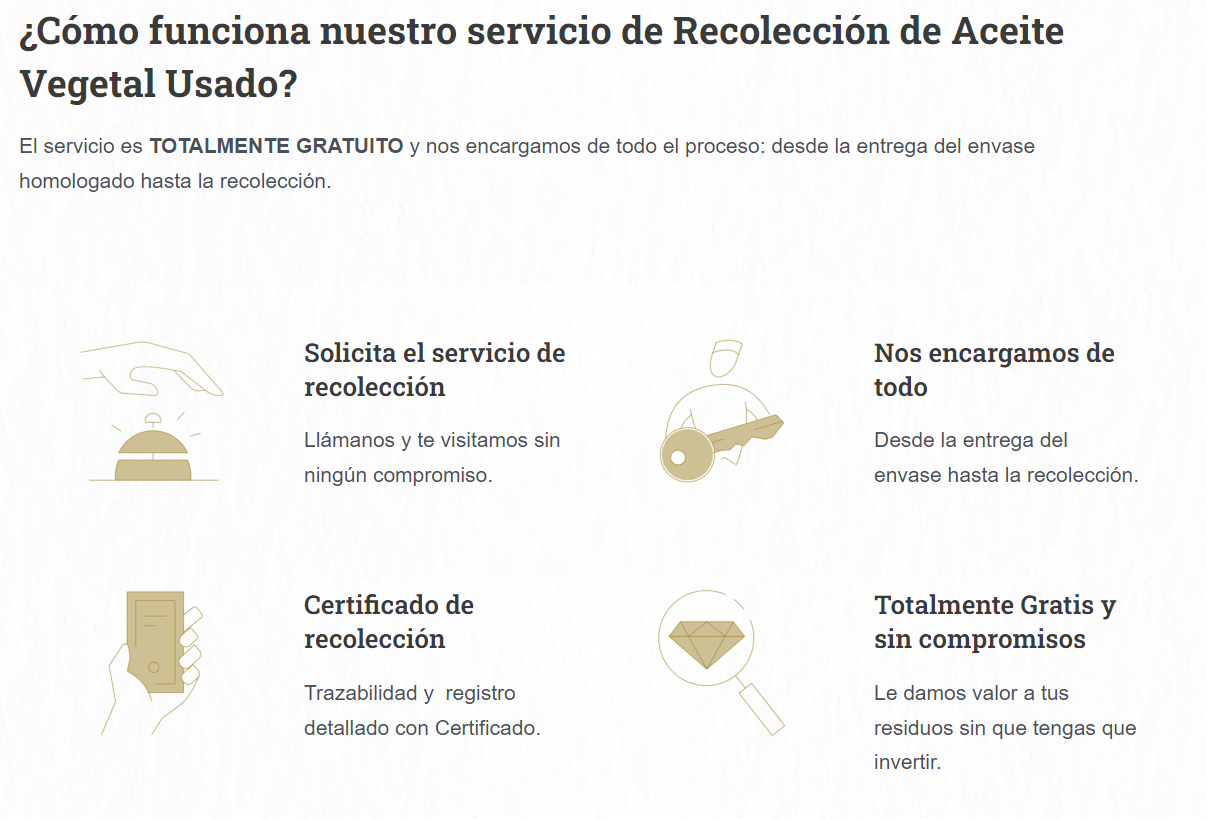 ¿Cómo funciona nuestro servicio de Recolección de Aceite
Vegetal Usado?
El servicio es TOTALMENTE GRATUITO y nos encargamos de todo el proceso: desde la entrega del envase
homologado hasta la recolección.
Solicita el servicio de
recolección
Llámanos y te visitamos sin
ningún compromiso.
Nos encargamos de
todo
Desde la entrega del
envase hasta la recolección.
Certificado de
recolección
Trazabilidad y  registro
detallado con Certificado.
Totalmente Gratis y
sin compromisos
Le damos valor a tus
residuos sin que tengas que
invertir.